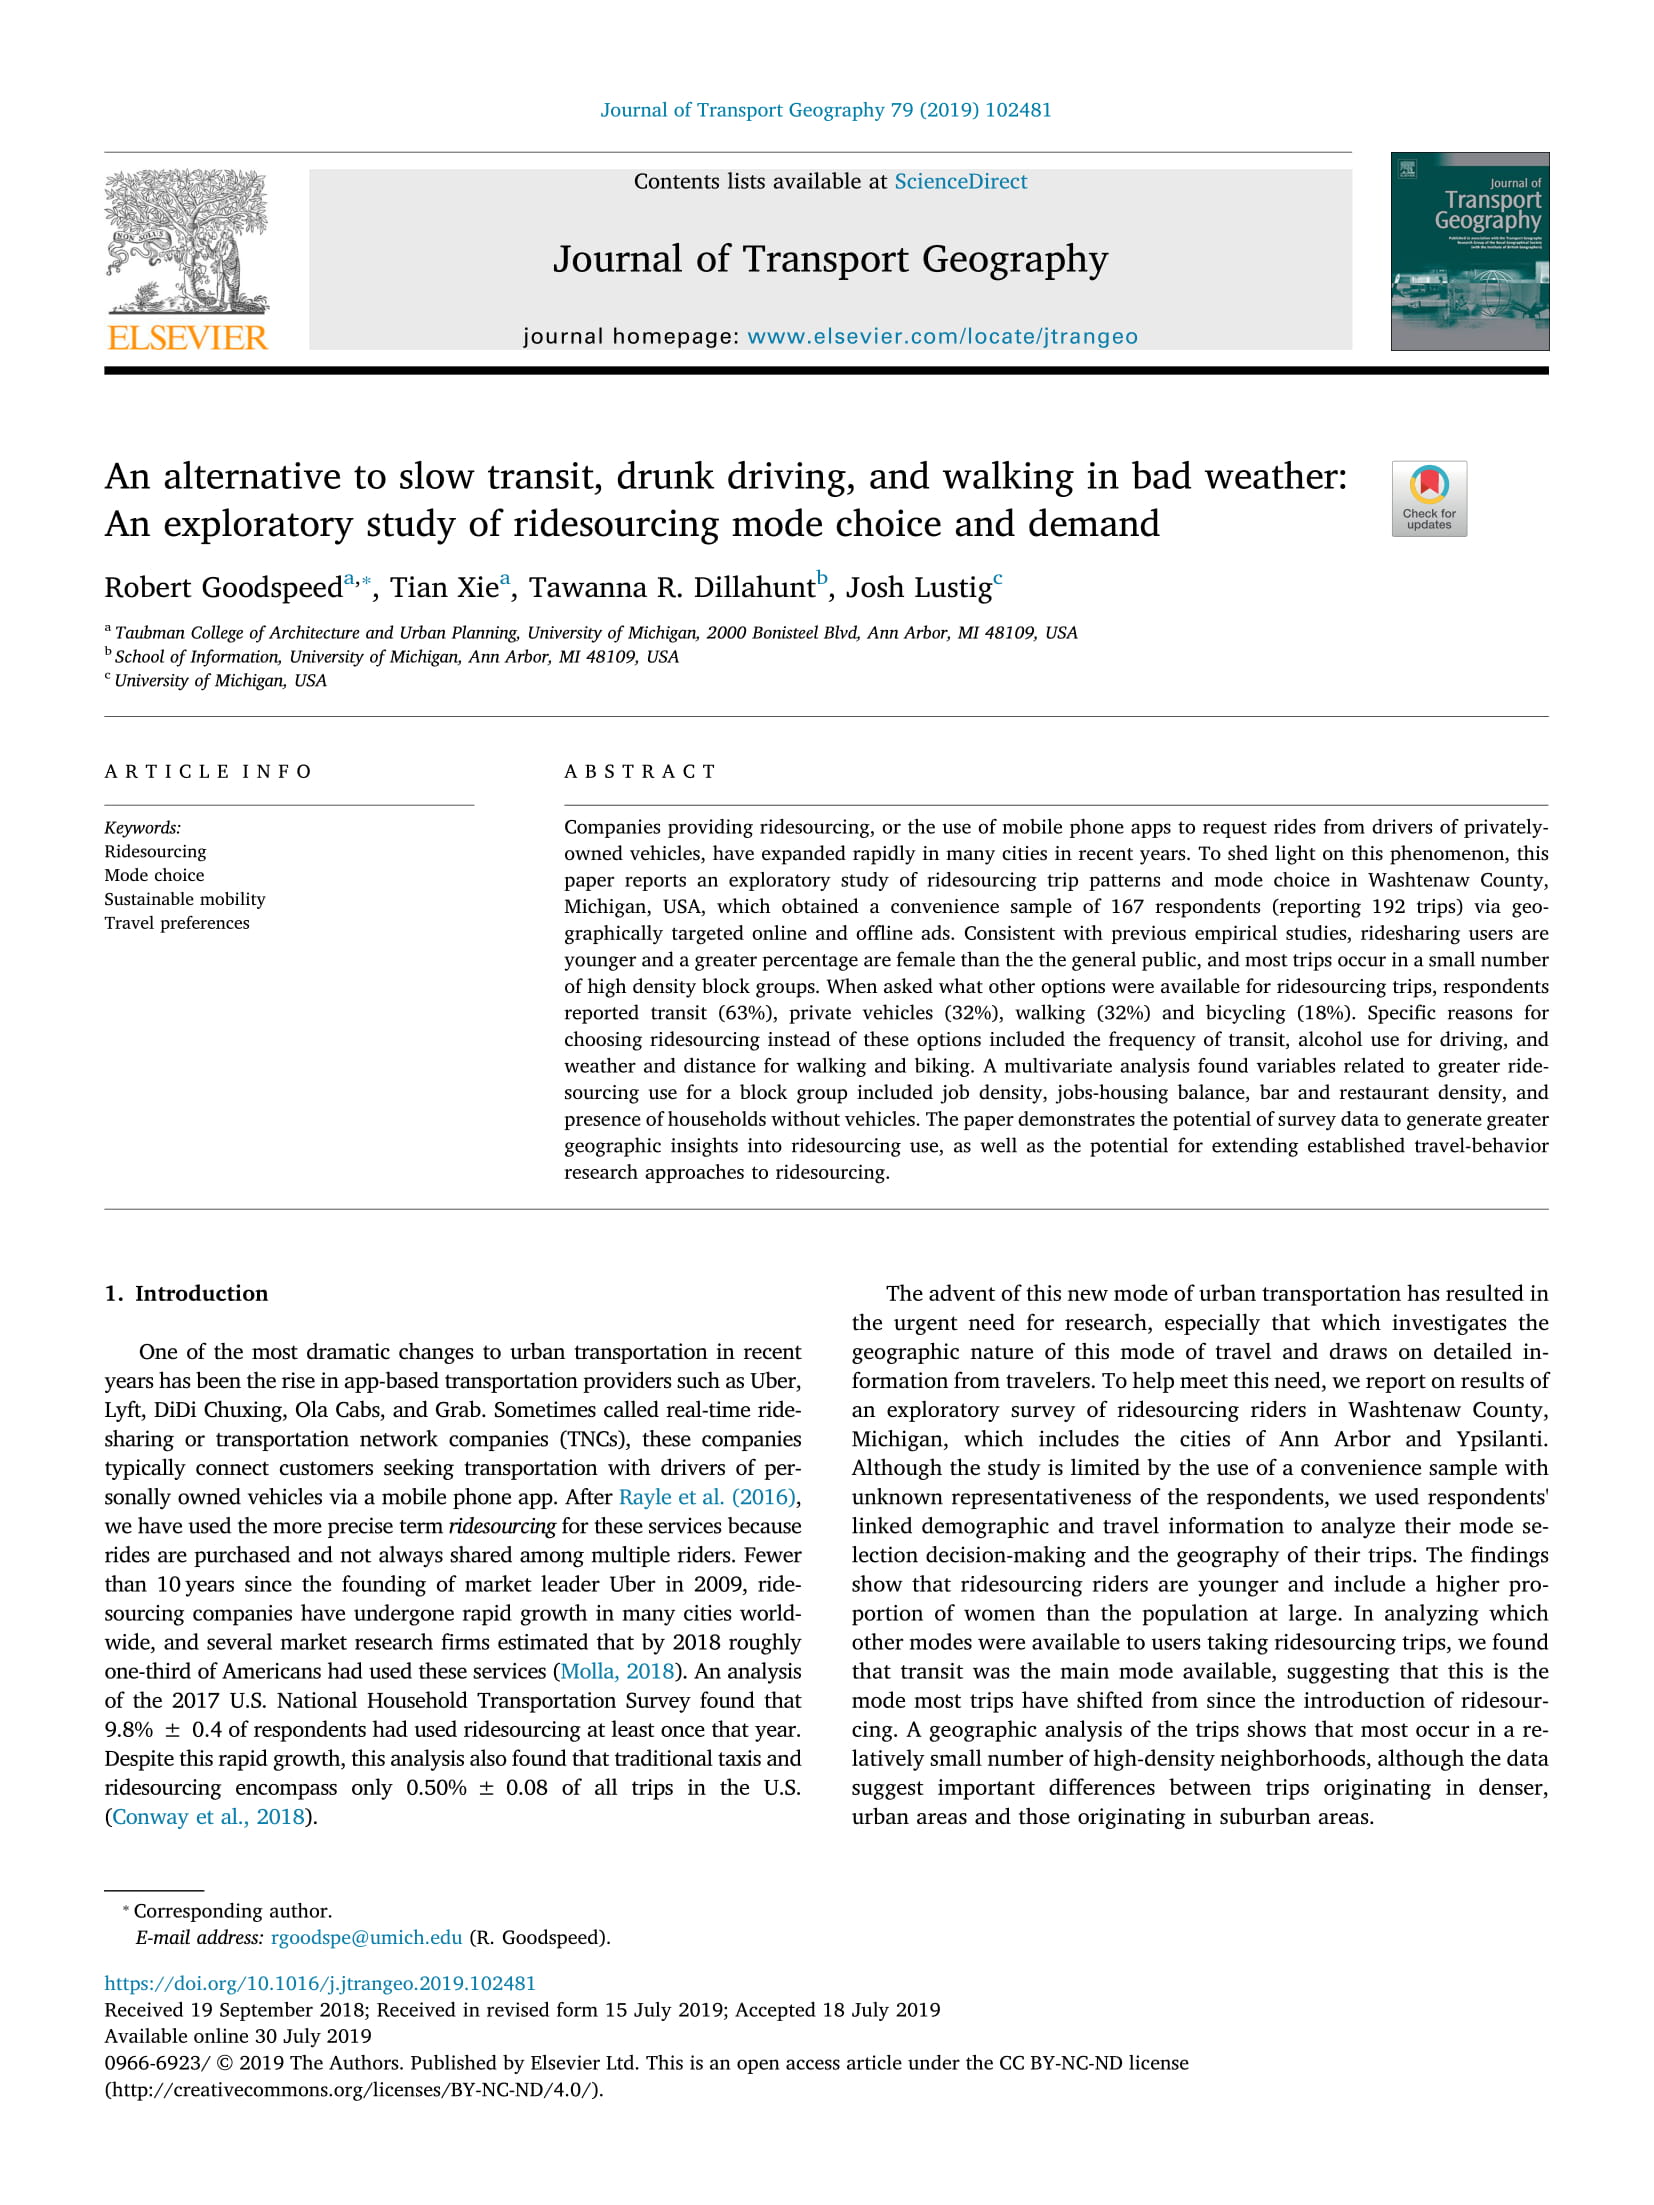 Journal of Transport Geography 79 (2019) 102481
Contents lists available at ScienceDirect
Journal of Transport Geography
journal homepage: www.elsevier.com/locate/jtrangeo
NON SOLUS
ELSEVIER
Journal of
Transport
Geography
An alternative to slow transit, drunk driving, and walking in bad weather:
An exploratory study of ridesourcing mode choice and demand
Check for
updates
Robert Goodspeedᵃ,*, Tian Xieᵃ, Tawanna R. Dillahuntᵇ, Josh Lustigᶜ
ᵃ Taubman College of Architecture and Urban Planning, University of Michigan, 2000 Bonisteel Blvd, Ann Arbor, MI 48109, USA
ᵇ School of Information, University of Michigan, Ann Arbor, MI 48109, USA
ᶜ University of Michigan, USA
ARTICLE INFO
Keywords:
Ridesourcing
Mode choice
Sustainable mobility
Travel preferences
ABSTRACT
Companies providing ridesourcing, or the use of mobile phone apps to request rides from drivers of privately-
owned vehicles, have expanded rapidly in many cities in recent years. To shed light on this phenomenon, this
paper reports an exploratory study of ridesourcing trip patterns and mode choice in Washtenaw County,
Michigan, USA, which obtained a convenience sample of 167 respondents (reporting 192 trips) via geo-
graphically targeted online and offline ads. Consistent with previous empirical studies, ridesharing users are
younger and a greater percentage are female than the the general public, and most trips occur in a small number
of high density block groups. When asked what other options were available for ridesourcing trips, respondents
reported transit (63%), private vehicles (32%), walking (32%) and bicycling (18%). Specific reasons for
choosing ridesourcing instead of these options included the frequency of transit, alcohol use for driving, and
weather and distance for walking and biking. A multivariate analysis found variables related to greater ride-
sourcing use for a block group included job density, jobs-housing balance, bar and restaurant density, and
presence of households without vehicles. The paper demonstrates the potential of survey data to generate greater
geographic insights into ridesourcing use, as well as the potential for extending established travel-behavior
research approaches to ridesourcing.
1. Introduction
One of the most dramatic changes to urban transportation in recent
years has been the rise in app-based transportation providers such as Uber,
Lyft, DiDi Chuxing, Ola Cabs, and Grab. Sometimes called real-time ride-
sharing or transportation network companies (TNCs), these companies
typically connect customers seeking transportation with drivers of per-
sonally owned vehicles via a mobile phone app. After Rayle et al. (2016),
we have used the more precise term ridesourcing for these services because
rides are purchased and not always shared among multiple riders. Fewer
than 10 years since the founding of market leader Uber in 2009, ride-
sourcing companies have undergone rapid growth in many cities world-
wide, and several market research firms estimated that by 2018 roughly
one-third of Americans had used these services (Molla, 2018). An analysis
of the 2017 U.S. National Household Transportation Survey found that
9.8% ± 0.4 of respondents had used ridesourcing at least once that year.
Despite this rapid growth, this analysis also found that traditional taxis and
ridesourcing encompass only 0.50% ± 0.08 of all trips in the U.S.
(Conway et al., 2018).
The advent of this new mode of urban transportation has resulted in
the urgent need for research, especially that which investigates the
geographic nature of this mode of travel and draws on detailed in-
formation from travelers. To help meet this need, we report on results of
an exploratory survey of ridesourcing riders in Washtenaw County,
Michigan, which includes the cities of Ann Arbor and Ypsilanti.
Although the study is limited by the use of a convenience sample with
unknown representativeness of the respondents, we used respondents'
linked demographic and travel information to analyze their mode se-
lection decision-making and the geography of their trips. The findings
show that ridesourcing riders are younger and include a higher pro-
portion of women than the population at large. In analyzing which
other modes were available to users taking ridesourcing trips, we found
that transit was the main mode available, suggesting that this is the
mode most trips have shifted from since the introduction of ridesour-
cing. A geographic analysis of the trips shows that most occur in a re-
latively small number of high-density neighborhoods, although the data
suggest important differences between trips originating in denser,
urban areas and those originating in suburban areas.
* Corresponding author.
E-mail address: rgoodspe@umich.edu (R. Goodspeed).
https://doi.org/10.1016/j.jtrangeo.2019.102481
Received 19 September 2018; Received in revised form 15 July 2019; Accepted 18 July 2019
Available online 30 July 2019
0966-6923/ © 2019 The Authors. Published by Elsevier Ltd. This is an open access article under the CC BY-NC-ND license
(http://creativecommons.org/licenses/BY-NC-ND/4.0/).